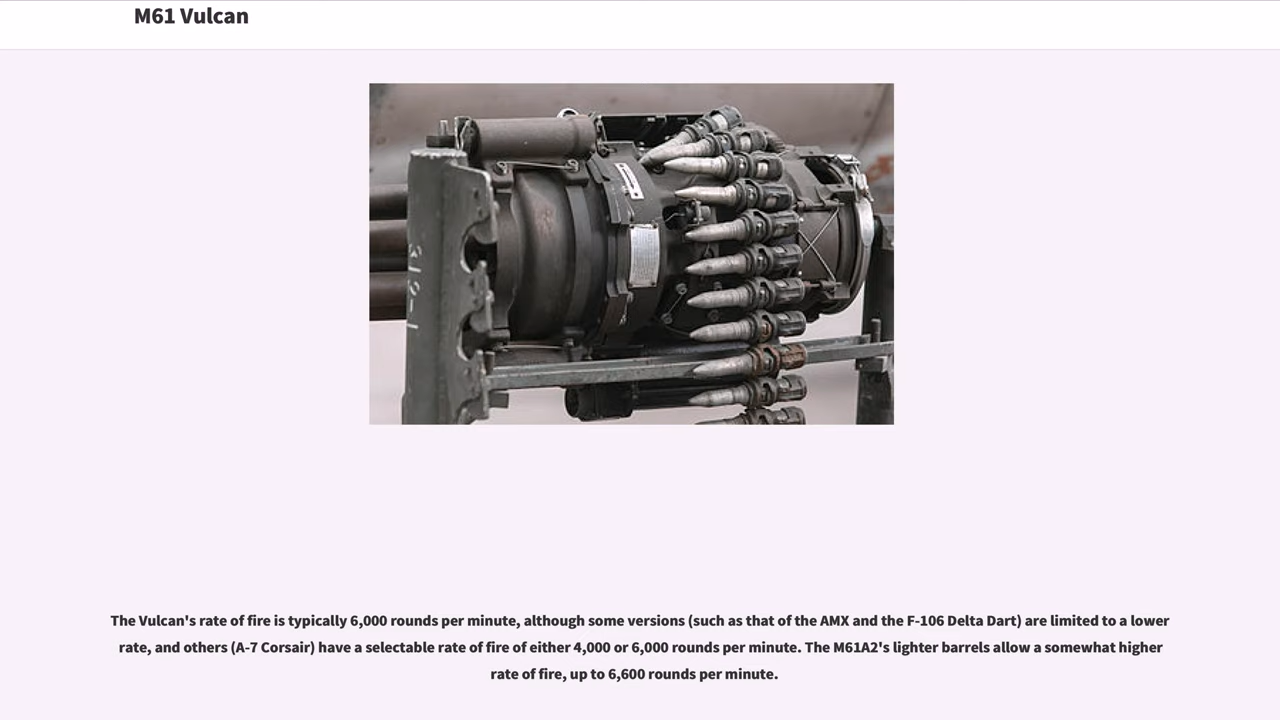 M61 Vulcan
The Vulcan's rate of fire is typically 6,000 rounds per minute, although some versions (such as that of the AMX and the F-106 Delta Dart) are limited to a lower
rate, and others (A-7 Corsair) have a selectable rate of fire of either 4,000 or 6,000 rounds per minute. The M61A2's lighter barrels allow a somewhat higher
rate of fire, up to 6,600 rounds per minute.